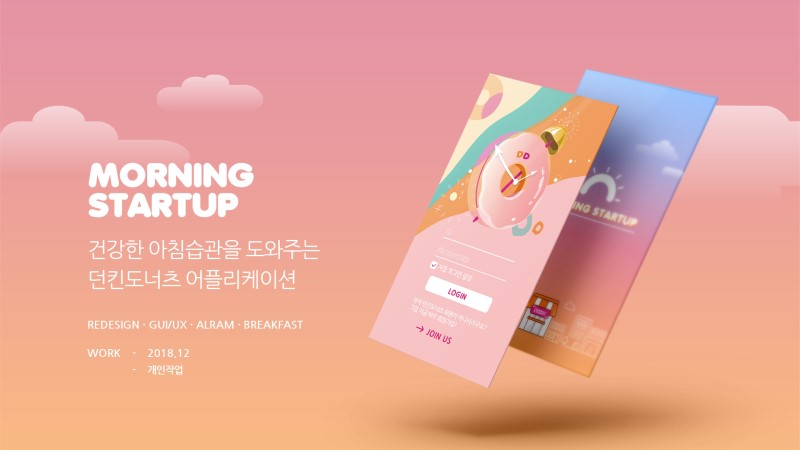 MORNING
STARTUP
건강한 아침습관을 도와주는
던킨도너츠 어플리케이션
REDESIGN · GUI/UX · ALRAM · BREAKFAST
WORK - 2018.12
- 개인작업
DD
LOGIN
JOIN US
NING STARTUP